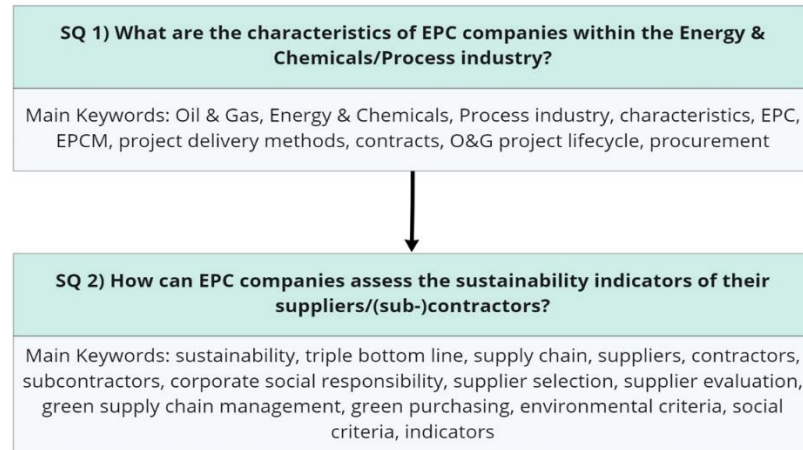 SQ 1) What are the characteristics of EPC companies within the Energy &
Chemicals/Process industry?
Main Keywords: Oil & Gas, Energy & Chemicals, Process industry, characteristics, EPC,
EPCM, project delivery methods, contracts, O&G project lifecycle, procurement
SQ 2) How can EPC companies assess the sustainability indicators of their
suppliers/(sub-)contractors?
Main Keywords: sustainability, triple bottom line, supply chain, suppliers, contractors,
subcontractors, corporate social responsibility, supplier selection, supplier evaluation,
green supply chain management, green purchasing, environmental criteria, social
criteria, indicators